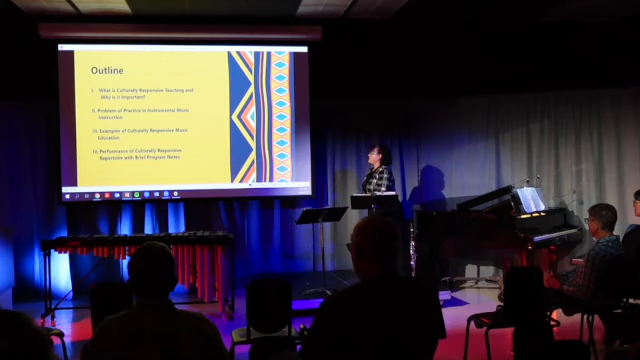 Outline
I. What is Culturally Responsive Teaching and
Why is it Important?
II. Problem of Practice in Instrumental Music
Instruction
III. Examples of Culturally Responsive Music
Education
IV. Performance of Culturally Responsive
Repertoire with Brief Program Notes